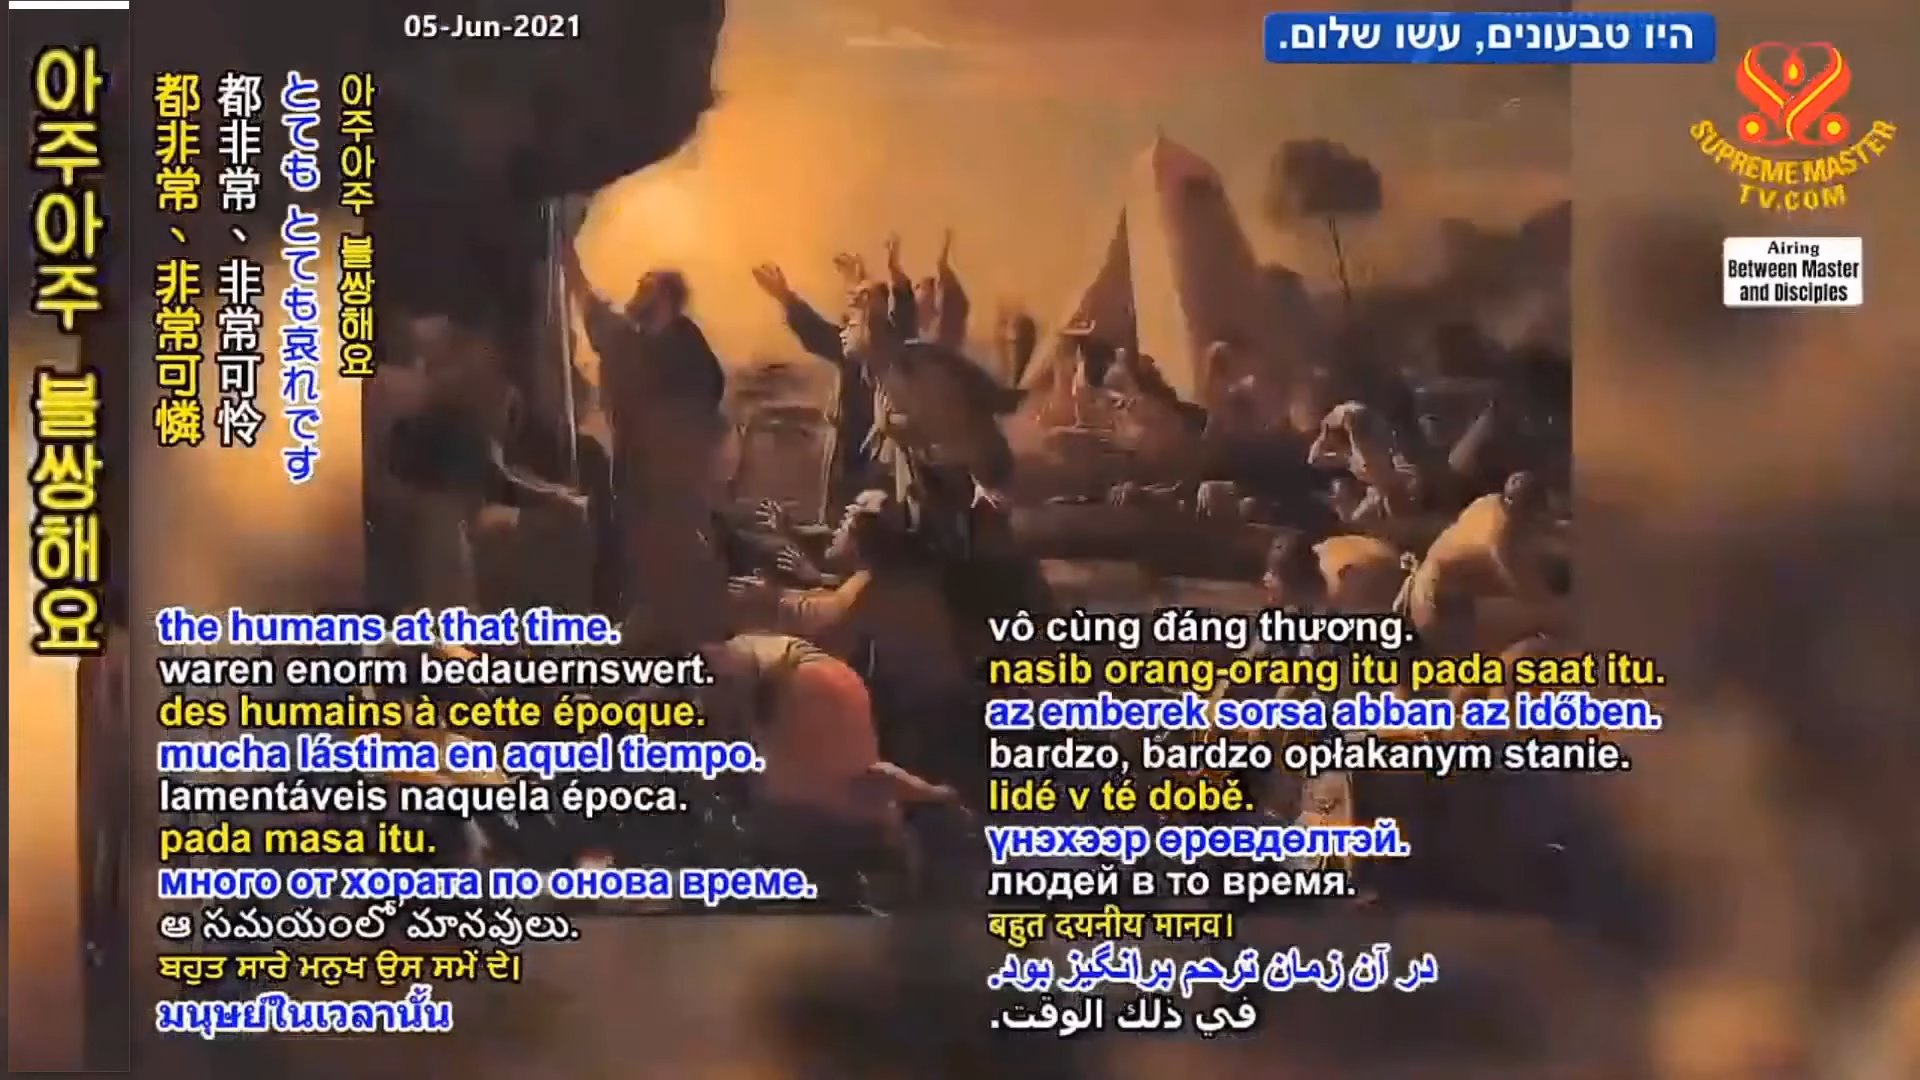 05-Jun-2021
היו טבעונים, עשו שלום.
SUPREME MASTER
TV.COM
Airing
Between Master
and Disciples
아주아주 불쌍해요
아주아주 불쌍해요
とても とても哀れです
都非常、非常可怜
都非常、非常可憐
the humans at that time.
waren enorm bedauernswert.
des humains à cette époque.
mucha lástima en aquel tiempo.
lamentáveis naquela época.
pada masa itu.
много от хората по онова време.
ఆ సమయంలో మానవులు.
ਬਹੁਤ ਸਾਰੇ ਮਨੁਖ ਉਸ ਸਮੇਂ ਦੇ।
มนุษย์ในเวลานั้น
vô cùng đáng thương.
nasib orang-orang itu pada saat itu.
az emberek sorsa abban az időben.
bardzo, bardzo opłakanym stanie.
lidé v té době.
үнэхээр өрөвдөлтэй.
людей в то время.
बहुत दयनीय मानव।
در آن زمان ترحم برانگیز بود.
في ذلك الوقت.